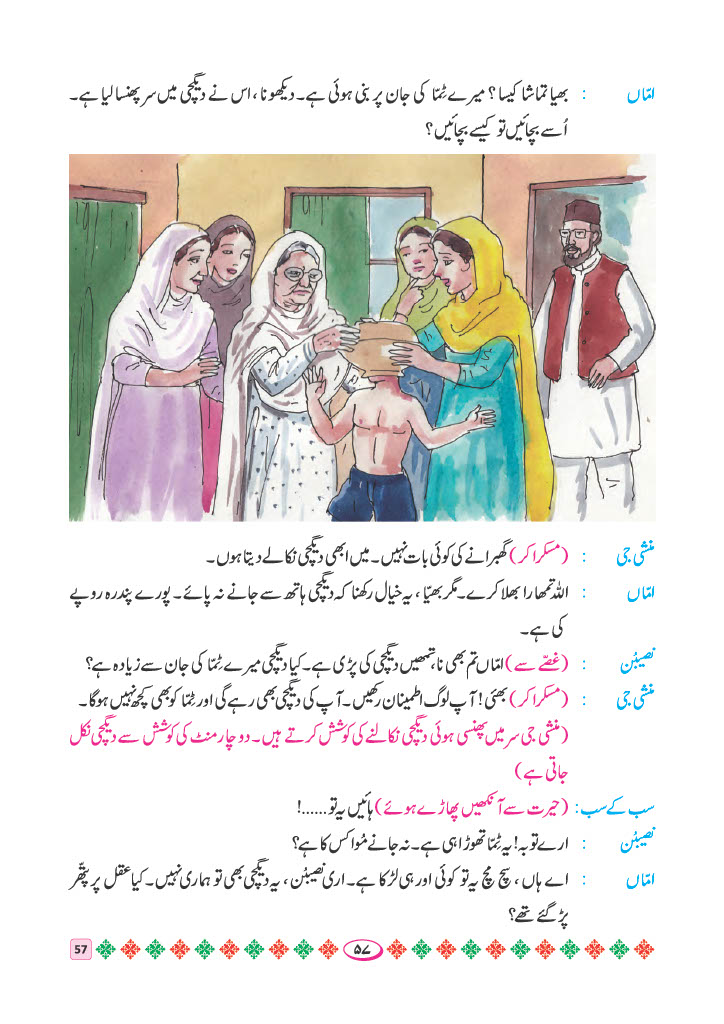 امّاں : بھیا تماشا کیسا؟ میرے ٹِمّا کی جان پر بنی ہوئی ہے۔ دیکھو نا، اس نے دیگچی میں سر پھنسا لیا ہے۔
اُسے بچائیں تو کیسے بچائیں؟
منشی جی : (مسکرا کر) گھبرانے کی کوئی بات نہیں۔ میں ابھی دیگچی نکالے دیتا ہوں۔
امّاں : اللہ تمھارا بھلا کرے۔ مگر بھیّا، یہ خیال رکھنا کہ دیگچی ہاتھ سے جانے نہ پائے۔ پورے پندرہ روپے
کی ہے۔
نصیبُن : (غصّے سے) امّاں تم بھی نا، تمھیں دیگچی کی پڑی ہے۔ کیا دیگچی میرے ٹِمّا کی جان سے زیادہ ہے؟
منشی جی : (مسکرا کر) بھئی! آپ لوگ اطمینان رکھیں۔ آپ کی دیگچی بھی رہے گی اور ٹِمّا کو بھی کچھ نہیں ہوگا۔
(منشی جی سر میں پھنسی ہوئی دیگچی نکالنے کی کوشش کرتے ہیں۔ دو چار منٹ کی کوشش سے دیگچی نکل
جاتی ہے)
سب کے سب : (حیرت سے آنکھیں پھاڑے ہوئے) ہائیں یہ تو......!
نصیبُن : ارے توبہ! یہ ٹِمّا تھوڑا ہی ہے۔ نہ جانے مُوا کس کا ہے؟
امّاں : اے ہاں، سچ مچ یہ تو کوئی اور ہی لڑکا ہے۔ اری نصیبُن، یہ دیگچی بھی تو ہماری نہیں۔ کیا عقل پر پتّھر
پڑ گئے تھے؟
57 ۵۷